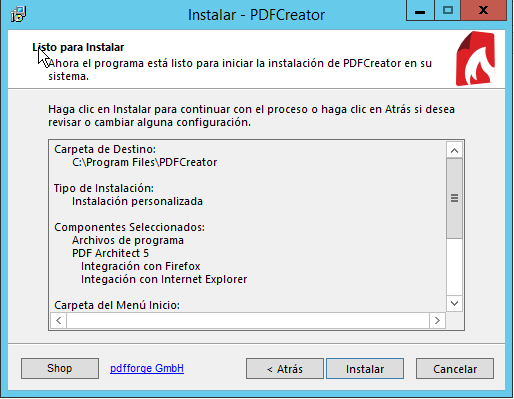 Instalar - PDFCreator
Listo para Instalar
Ahora el programa está listo para iniciar la instalación de PDFCreator en su
sistema.
Haga clic en Instalar para continuar con el proceso o haga clic en Atrás si desea
revisar o cambiar alguna configuración.
Carpeta de Destino:
C:\Program Files\PDFCreator
Tipo de Instalación:
Instalación personalizada
Componentes Seleccionados:
Archivos de programa
PDF Architect 5
Integración con Firefox
Integación con Internet Explorer
Carpeta del Menú Inicio:
Shop
pdfforge GmbH
< Atrás
Instalar
Cancelar